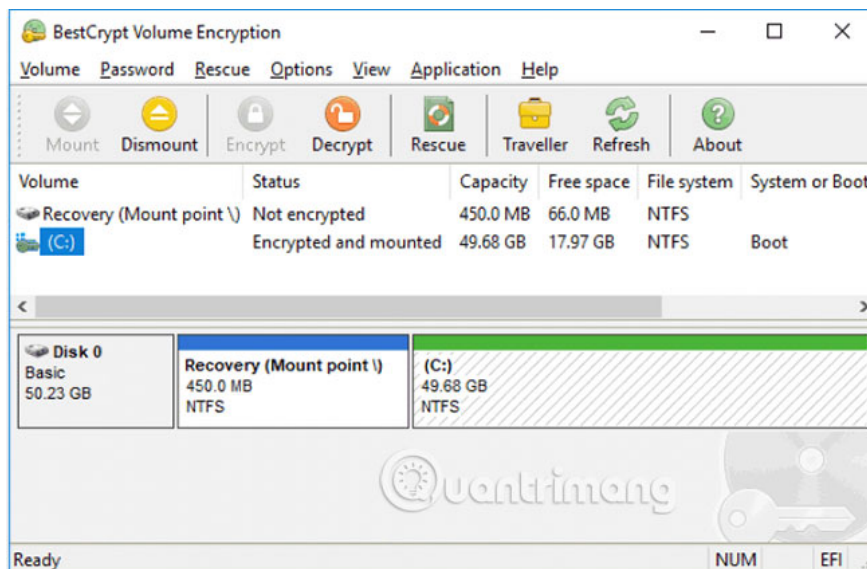 BestCrypt Volume Encryption
Volume Password Rescue Options View Application Help
Mount Dismount Encrypt Decrypt Rescue Traveller Refresh About
Volume Status Capacity Free space File system System or Boot
Recovery (Mount point \) Not encrypted 450.0 MB 66.0 MB NTFS
(C:) Encrypted and mounted 49.68 GB 17.97 GB NTFS Boot
Disk 0
Basic
50.23 GB
Recovery (Mount point \)
450.0 MB
NTFS
(C:)
49.68 GB
NTFS
Quantrimang
Ready NUM EFI